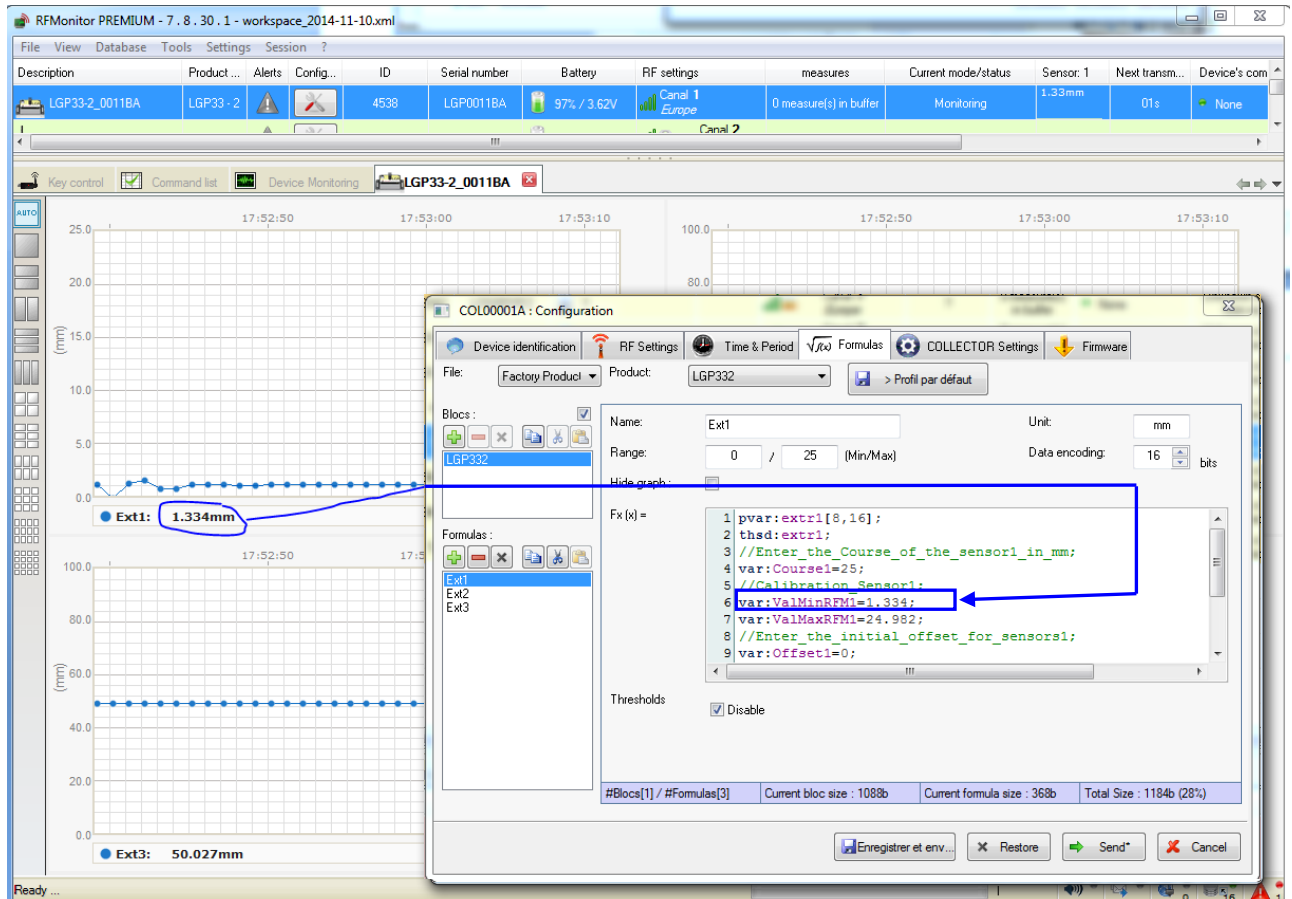 RFMonitor PREMIUM - 7 . 8 . 30 . 1 - workspace_2014-11-10.xml
File View Database Tools Settings Session ?
Description Product ... Alerts Config... ID Serial number Battery RF settings measures Current mode/status Sensor: 1 Next transm... Device's com
LGP33-2_0011BA LGP33 - 2 4538 LGP0011BA 97% / 3.62V Canal 1 Europe 0 measure(s) in buffer Monitoring 1.33mm 01s None
Canal 2
Key control Command list Device Monitoring LGP33-2_0011BA
AUTO
17:52:50 17:53:00 17:53:10
25.0
20.0
15.0
10.0
5.0
0.0
(mm)
Ext1: 1.334mm
17:52:50 17:53:00 17:53:10
100.0
80.0
17:52:50
100.0
80.0
60.0
40.0
20.0
0.0
(mm)
Ext3: 50.027mm
COL00001A : Configuration
Device identification RF Settings Time & Period √f(x) Formulas COLLECTOR Settings Firmware
File: Factory Product Product: LGP332 > Profil par défaut
Blocs :
LGP332
Formulas :
Ext1
Ext2
Ext3
Name: Ext1 Unit: mm
Range: 0 / 25 (Min/Max) Data encoding: 16 bits
Hide graph :
Fx (x) =
1 pvar:extr1[8,16];
2 thsd:extr1;
3 //Enter_the_Course_of_the_sensor1_in_mm;
4 var:Course1=25;
5 //Calibration_Sensor1;
6 var:ValMinRFM1=1.334;
7 var:ValMaxRFM1=24.982;
8 //Enter_the_initial_offset_for_sensors1;
9 var:Offset1=0;
Thresholds Disable
#Blocs[1] / #Formulas[3] Current bloc size : 1088b Current formula size : 368b Total Size : 1184b (28%)
Enregistrer et env... Restore Send* Cancel
Ready ...